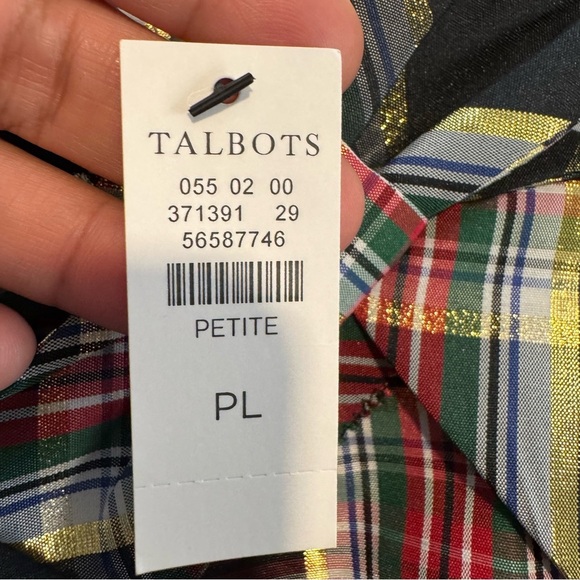 TALBOTS
055 02 00
371391 29
56587746
PETITE
PL